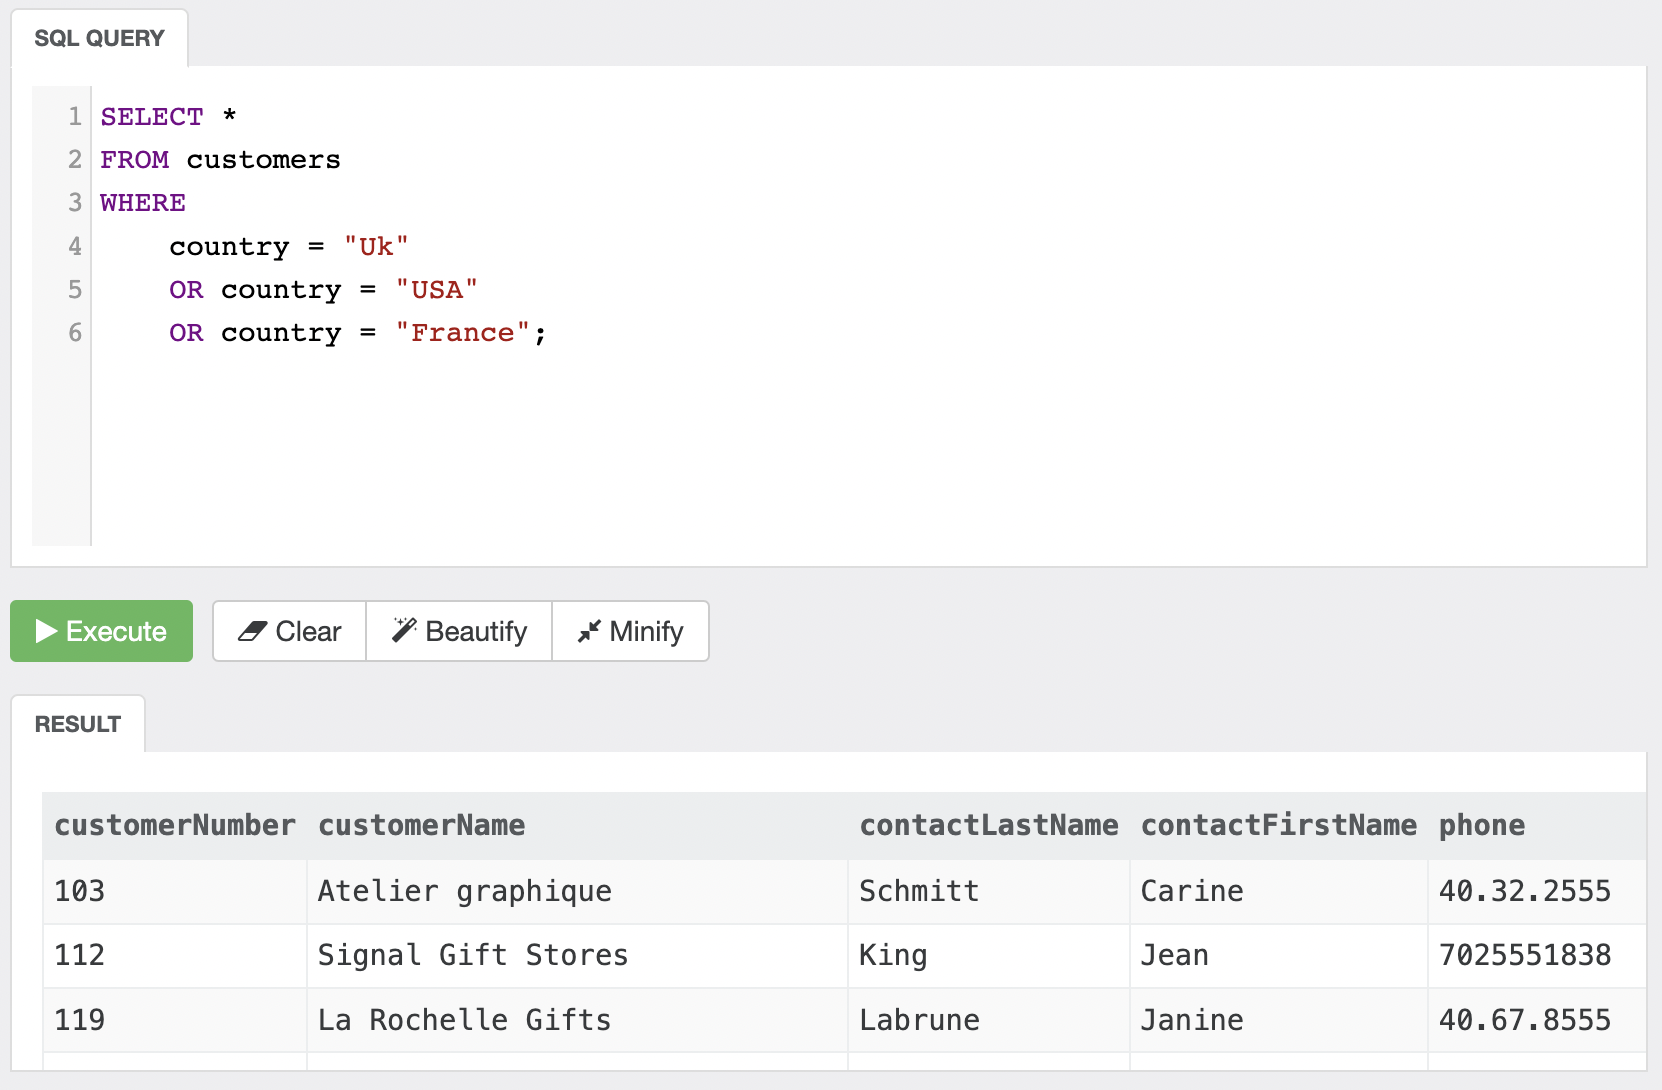 SQL QUERY
1 SELECT *
2 FROM customers
3 WHERE
4 country = "Uk"
5 OR country = "USA"
6 OR country = "France";
Execute Clear Beautify Minify
RESULT
customerNumber customerName contactLastName contactFirstName phone
103 Atelier graphique Schmitt Carine 40.32.2555
112 Signal Gift Stores King Jean 7025551838
119 La Rochelle Gifts Labrune Janine 40.67.8555